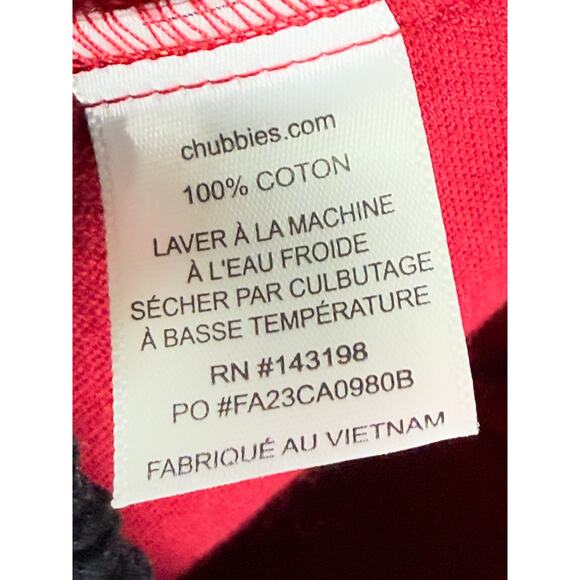 chubbies.com
100% COTON
LAVER À LA MACHINE
À L'EAU FROIDE
SÉCHER PAR CULBUTAGE
À BASSE TEMPÉRATURE
RN #143198
PO #FA23CA0980B
FABRIQUÉ AU VIETNAM